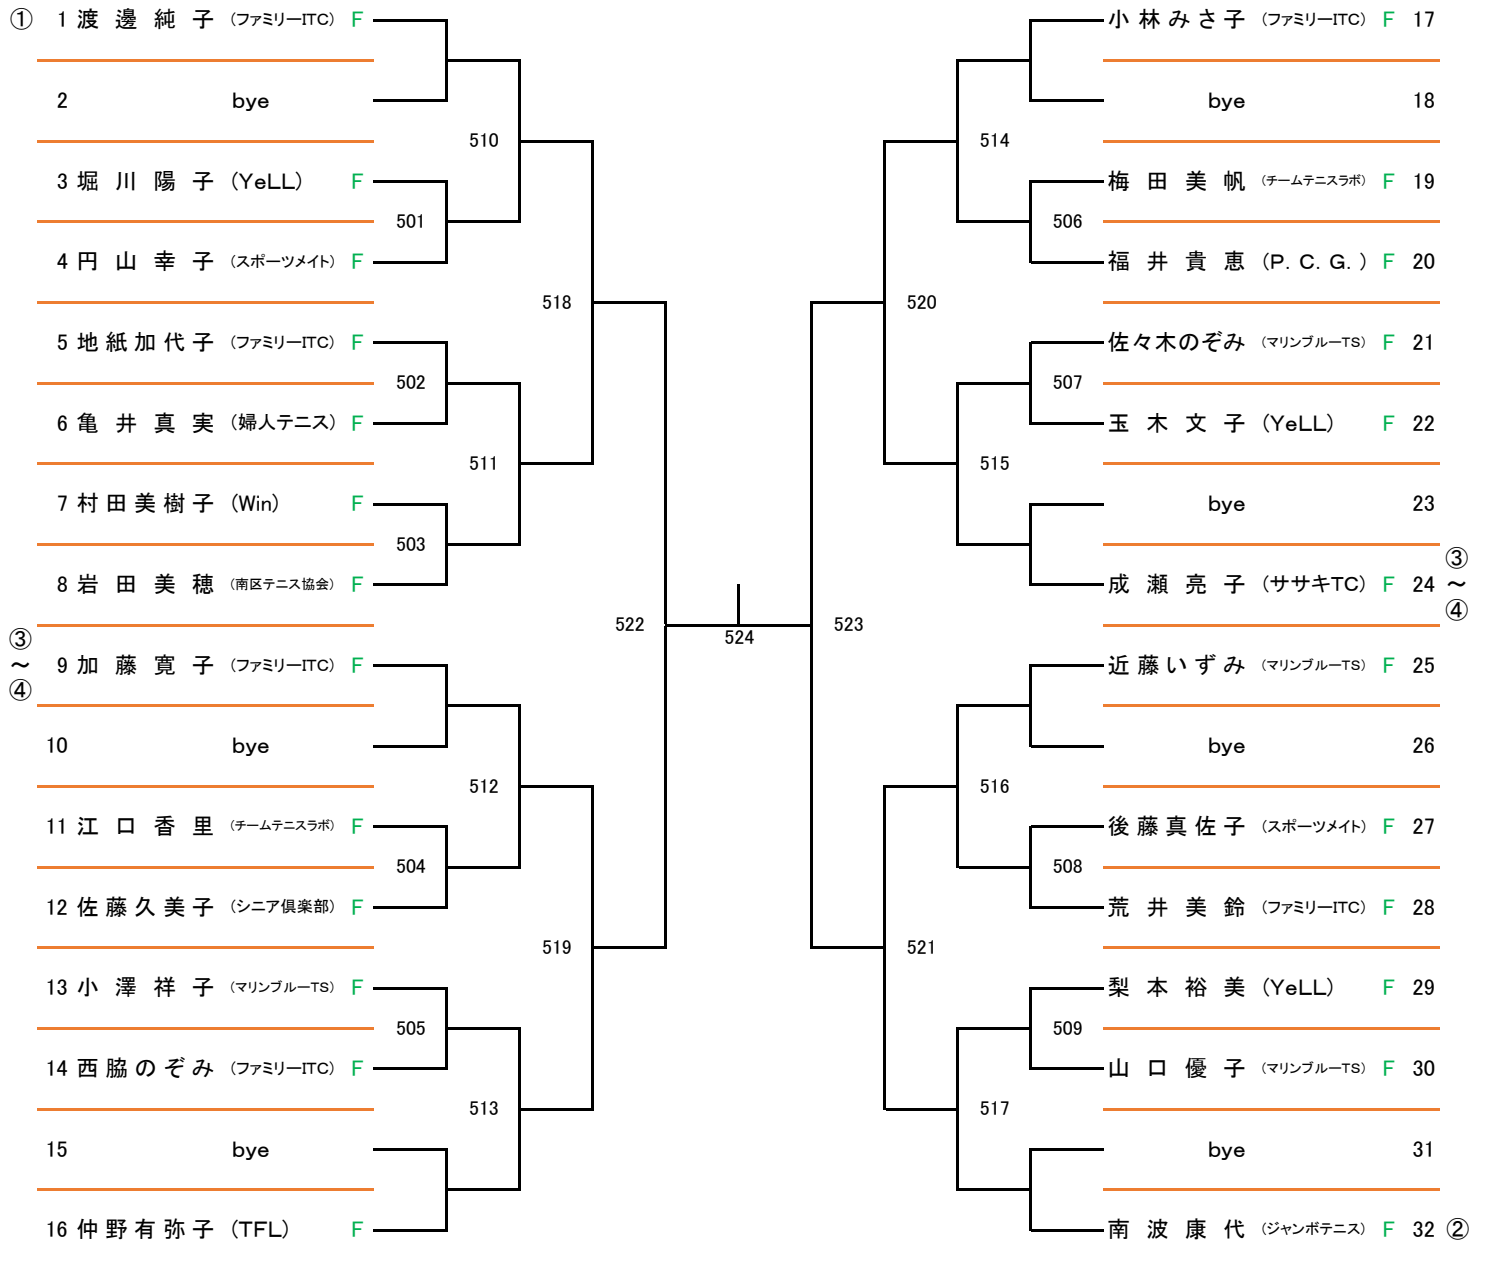 ① 1 渡邊純子 (ファミリーITC) F
2 bye
510
3 堀川陽子 (YeLL) F
501
4 円山幸子 (スポーツメイト) F
518
5 地紙加代子 (ファミリーITC) F
502
6 亀井真実 (婦人テニス) F
511
7 村田美樹子 (Win) F
503
8 岩田美穂 (南区テニス協会) F
522
③
〜
④
9 加藤寛子 (ファミリーITC) F
10 bye
512
11 江口香里 (チームテニスラボ) F
504
12 佐藤久美子 (シニア倶楽部) F
519
13 小澤祥子 (マリンブルーTS) F
505
14 西脇のぞみ (ファミリーITC) F
513
15 bye
16 仲野有弥子 (TFL) F
524
小林みさ子 (ファミリーITC) F 17
bye 18
514
梅田美帆 (チームテニスラボ) F 19
506
福井貴恵 (P.C.G.) F 20
520
佐々木のぞみ (マリンブルーTS) F 21
507
玉木文子 (YeLL) F 22
515
bye 23
成瀬亮子 (ササキTC) F 24
③
〜
④
523
近藤いずみ (マリンブルーTS) F 25
bye 26
516
後藤真佐子 (スポーツメイト) F 27
508
荒井美鈴 (ファミリーITC) F 28
521
梨本裕美 (YeLL) F 29
509
山口優子 (マリンブルーTS) F 30
517
bye 31
南波康代 (ジャンボテニス) F 32 ②